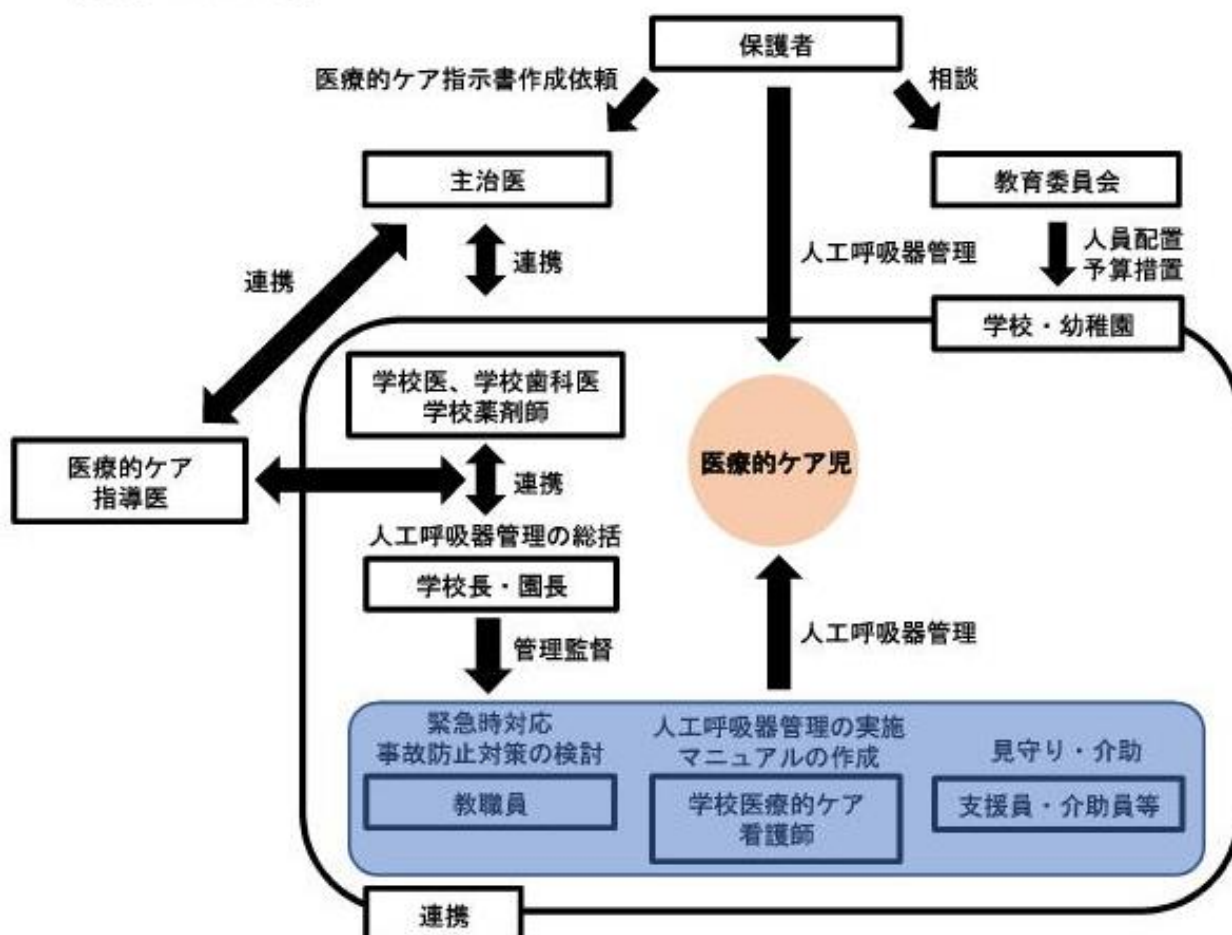 保護者
医療的ケア指示書作成依頼
相談
主治医
教育委員会
連携
連携
人工呼吸器管理
人員配置
予算措置
学校・幼稚園
学校医、学校歯科医
学校薬剤師
医療的ケア児
医療的ケア
指導医
連携
人工呼吸器管理の総括
学校長・園長
管理監督
人工呼吸器管理
緊急時対応
事故防止対策の検討
教職員
人工呼吸器管理の実施
マニュアルの作成
学校医療的ケア
看護師
見守り・介助
支援員・介助員等
連携